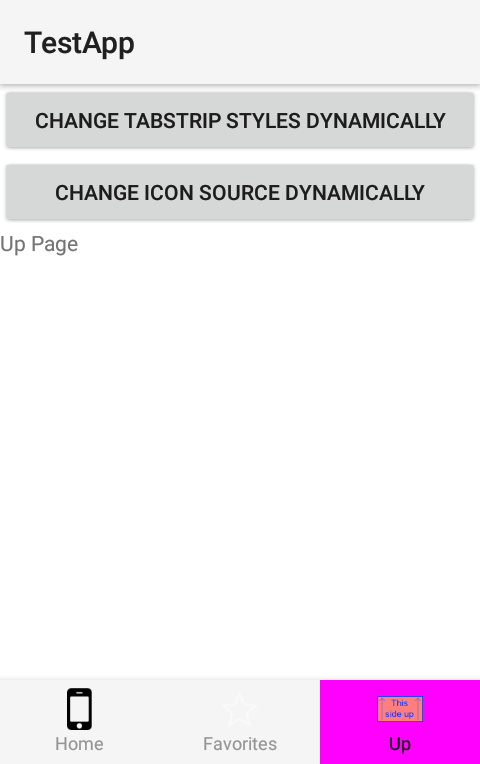 TestApp
CHANGE TABSTRIP STYLES DYNAMICALLY
CHANGE ICON SOURCE DYNAMICALLY
Up Page
This
side up
Home
Favorites
Up